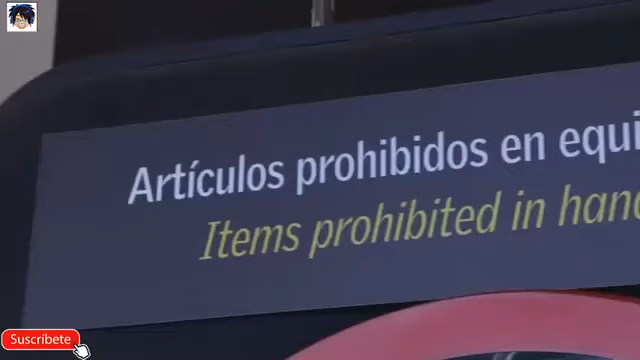 Artículos prohibidos en equi
Items prohibited in hand
Suscríbete